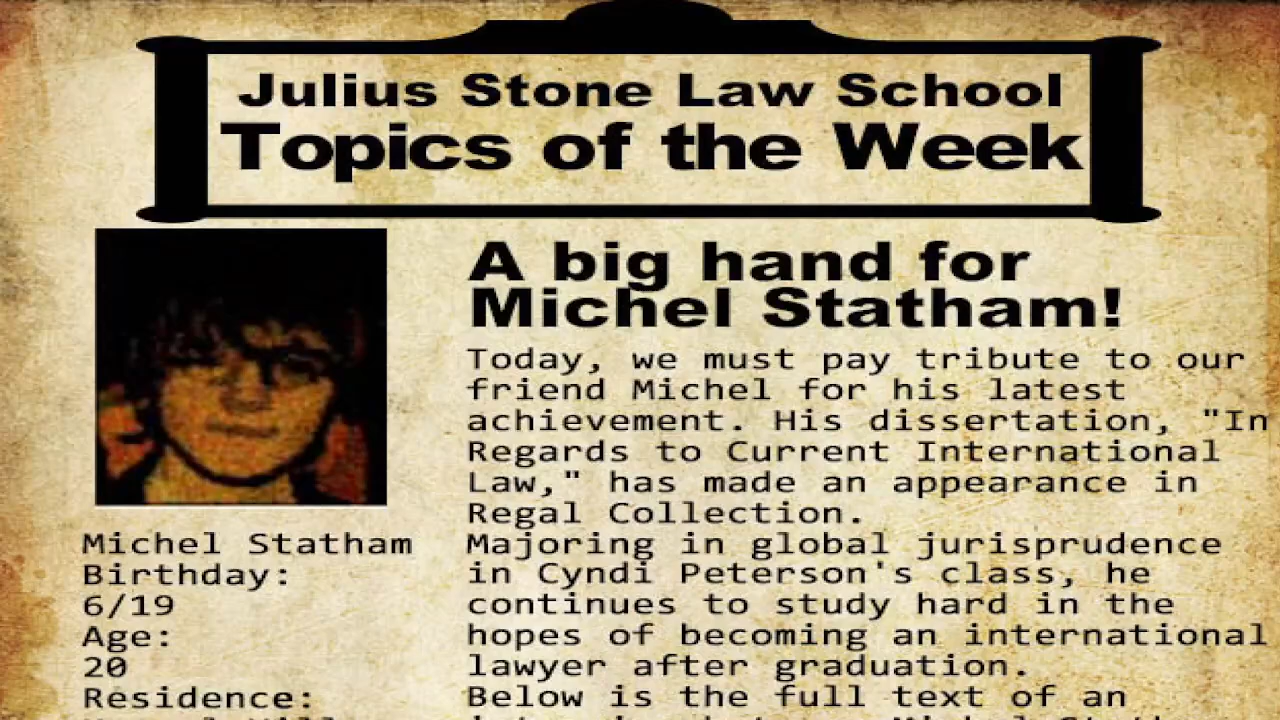 Julius Stone Law School
Topics of the Week
A big hand for
Michel Statham!
Today, we must pay tribute to our
friend Michel for his latest
achievement. His dissertation, "In
Regards to Current International
Law," has made an appearance in
Regal Collection.
Majoring in global jurisprudence
in Cyndi Peterson's class, he
continues to study hard in the
hopes of becoming an international
lawyer after graduation.
Below is the full text of an
Michel Statham
Birthday:
6/19
Age:
20
Residence: